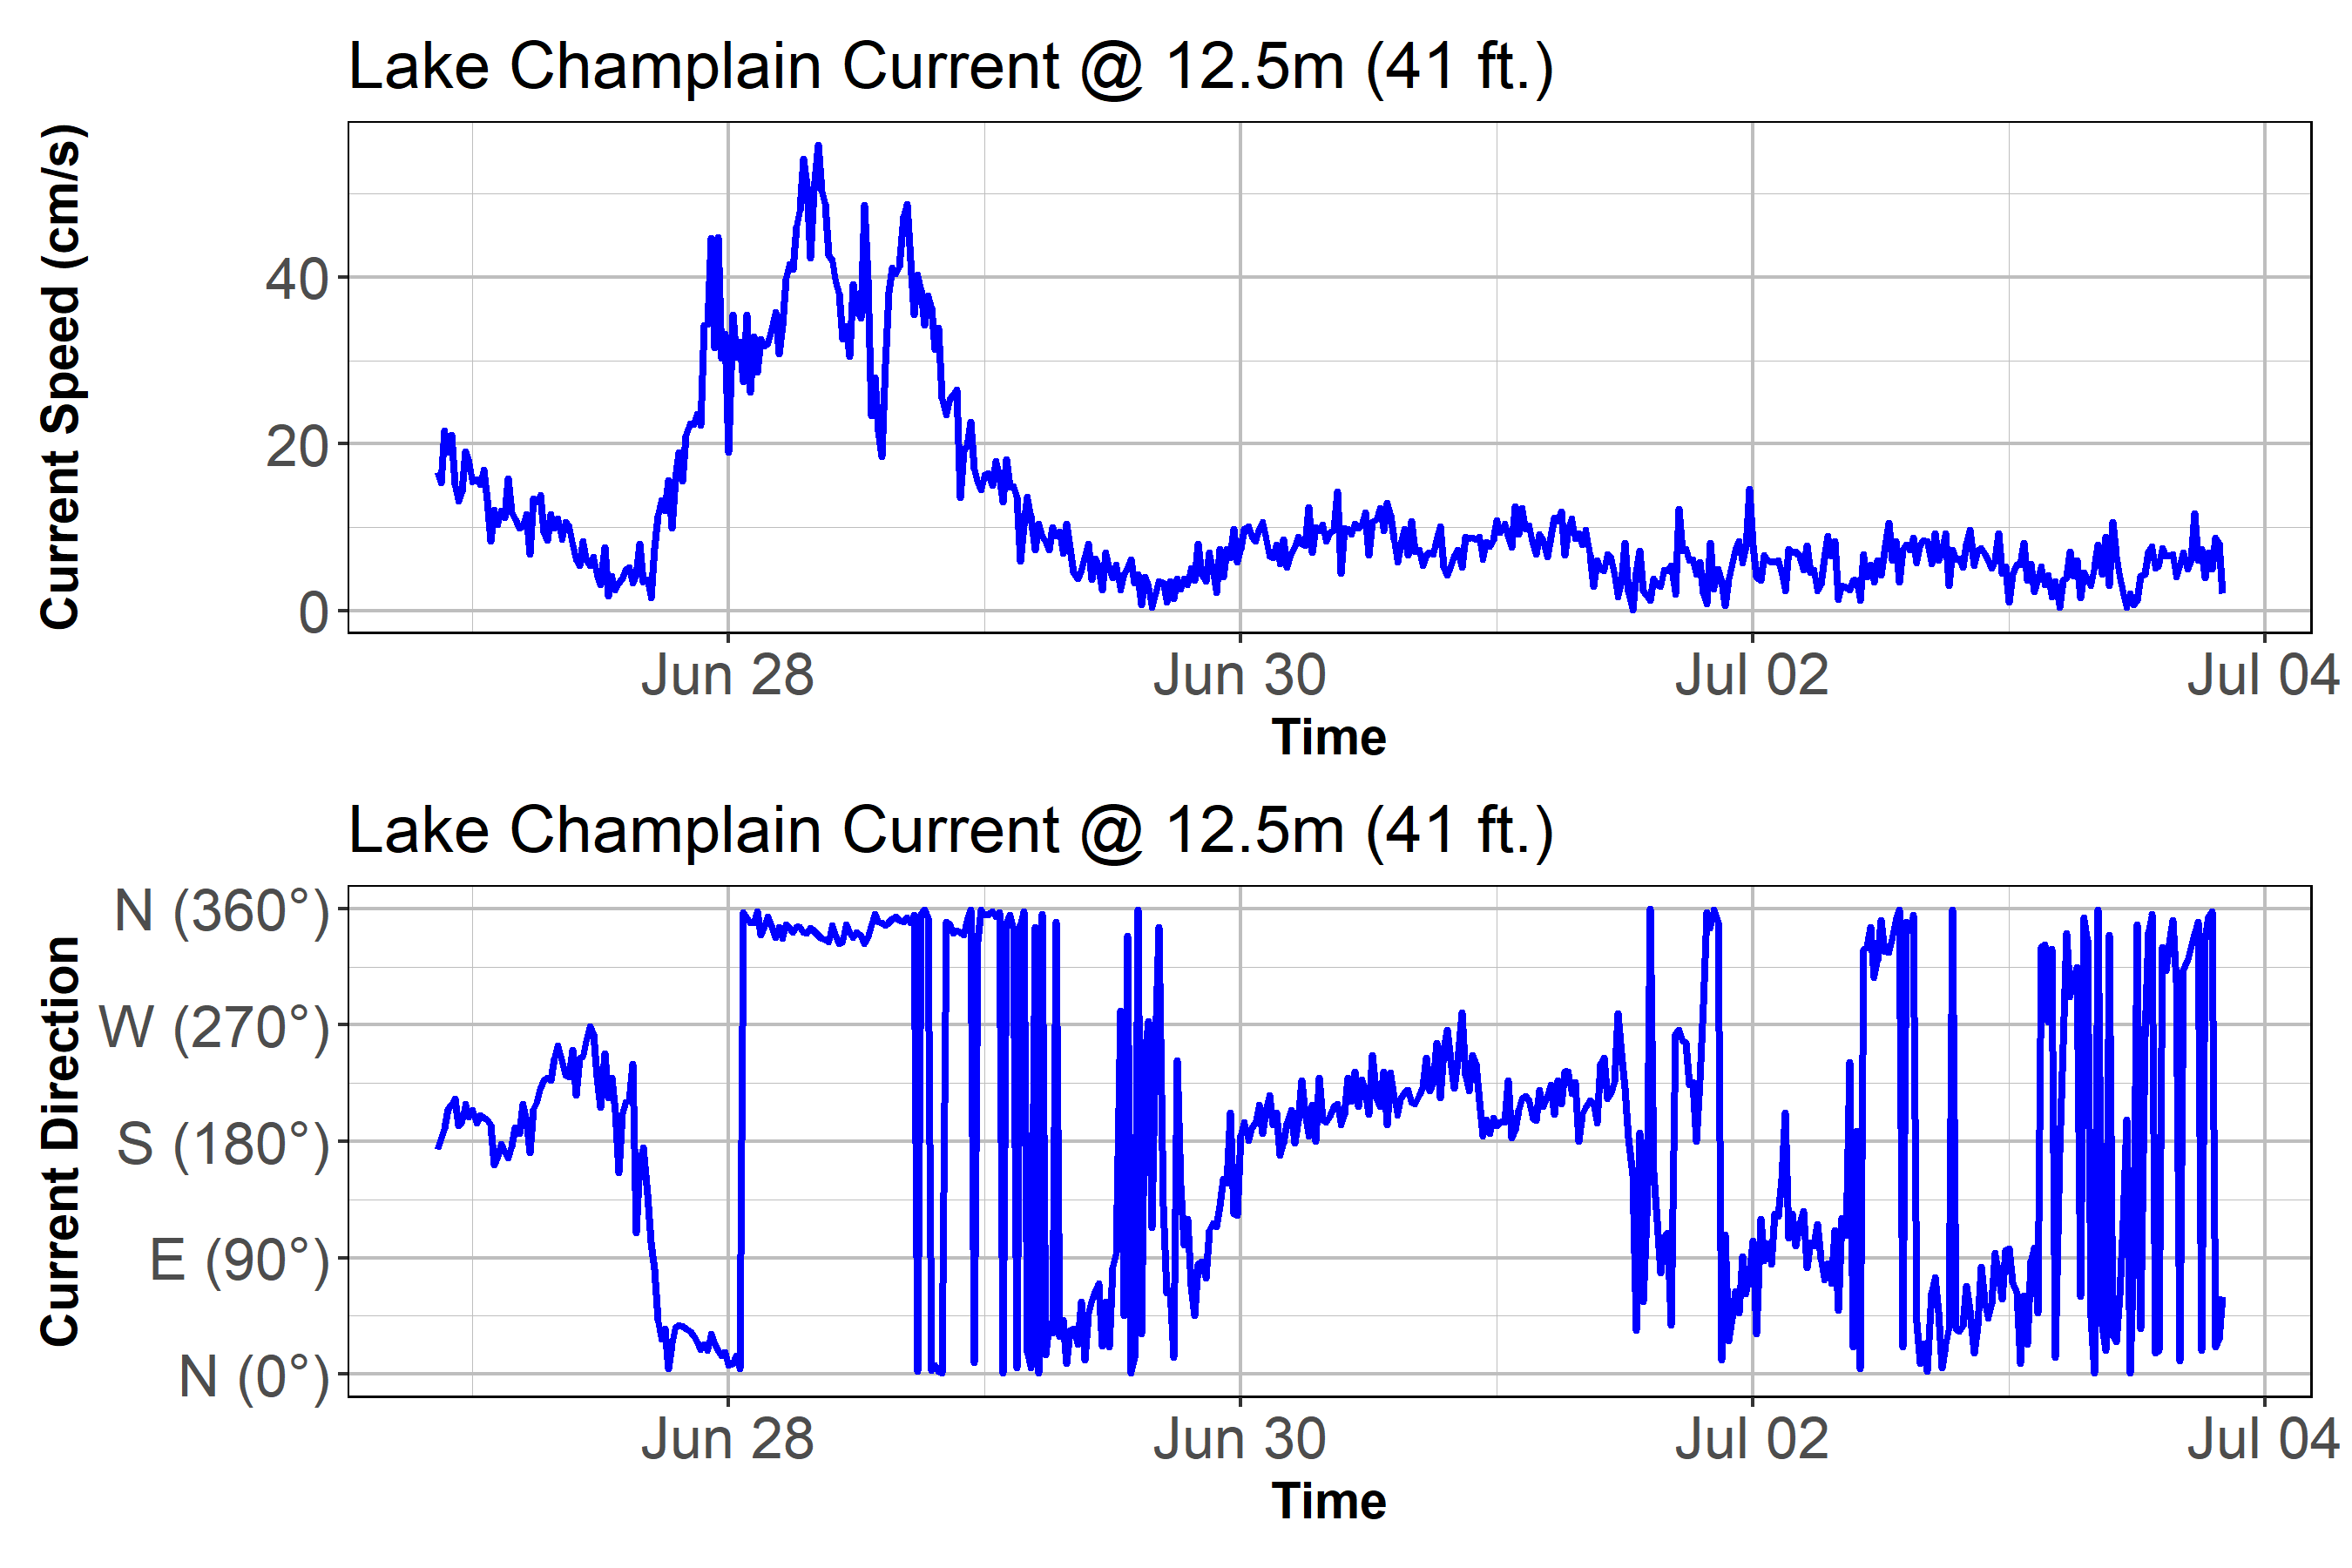 Lake Champlain Current @ 12.5m (41 ft.)
Current Speed (cm/s)
40
20
0
Jun 28 Jun 30 Jul 02 Jul 04
Time
Lake Champlain Current @ 12.5m (41 ft.)
Current Direction
N (360°)
W (270°)
S (180°)
E (90°)
N (0°)
Jun 28 Jun 30 Jul 02 Jul 04
Time